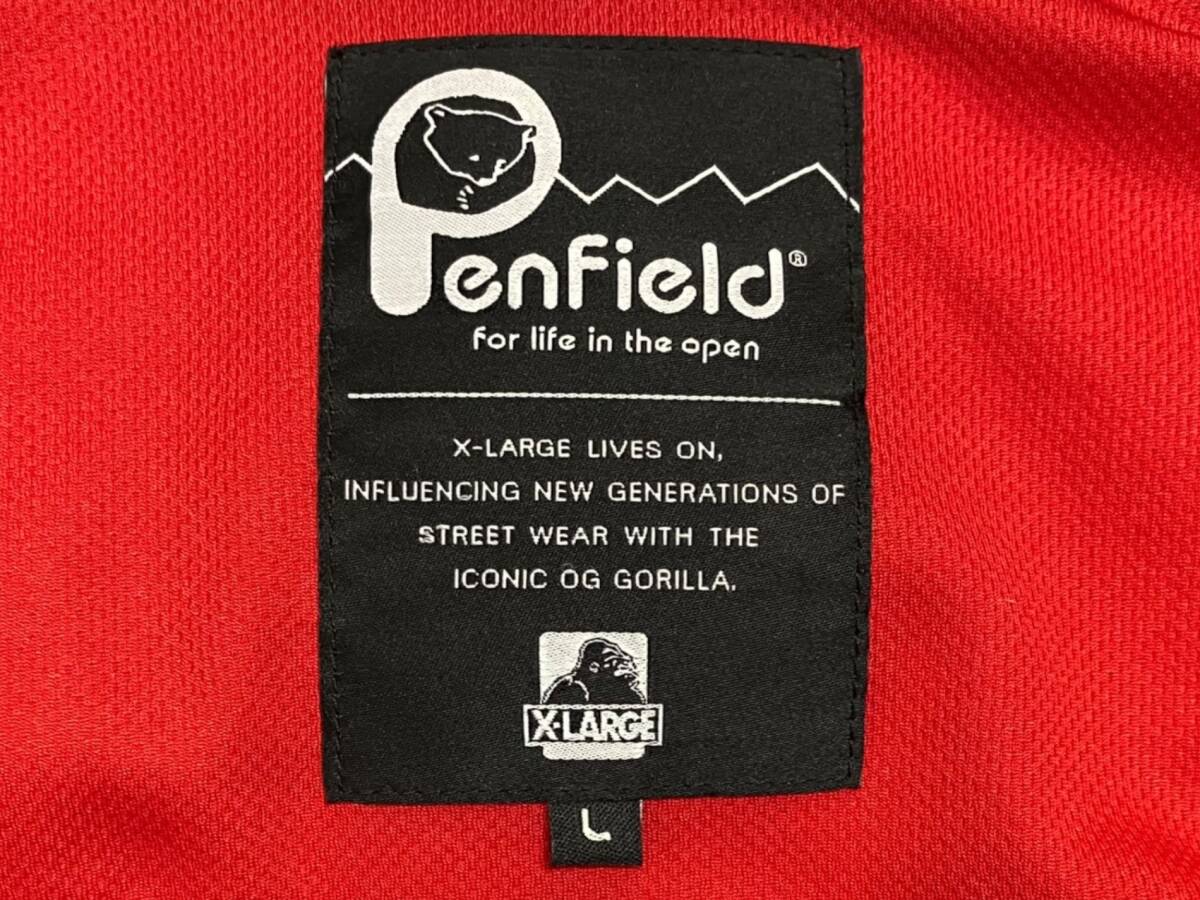 Penfield®
For life in the open
X-LARGE LIVES ON,
INFLUENCING NEW GENERATIONS OF
STREET WEAR WITH THE
ICONIC OG GORILLA.
X-LARGE
L